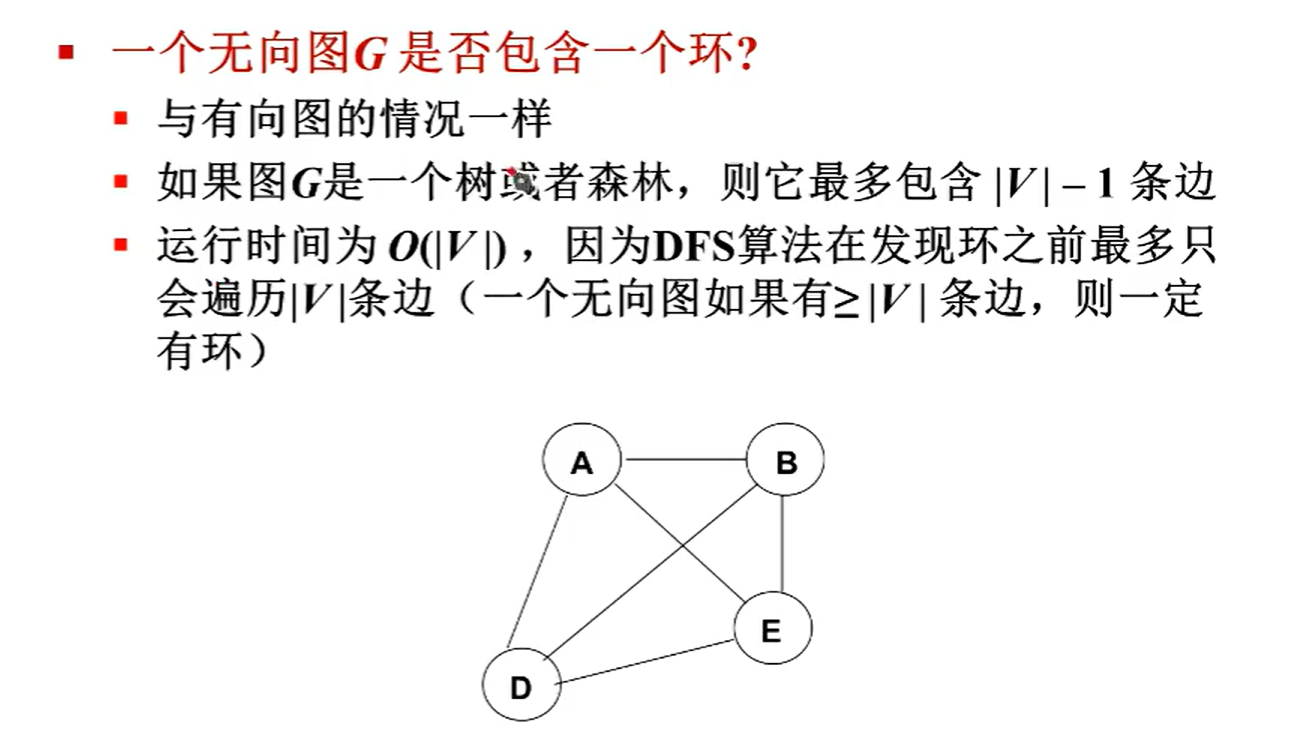 一个无向图G 是否包含一个环?
与有向图的情况一样
如果图G是一个树或者森林，则它最多包含 |V| – 1 条边
运行时间为 O(|V|) ，因为DFS算法在发现环之前最多只
会遍历|V|条边（一个无向图如果有≥|V| 条边，则一定
有环）
A
B
E
D